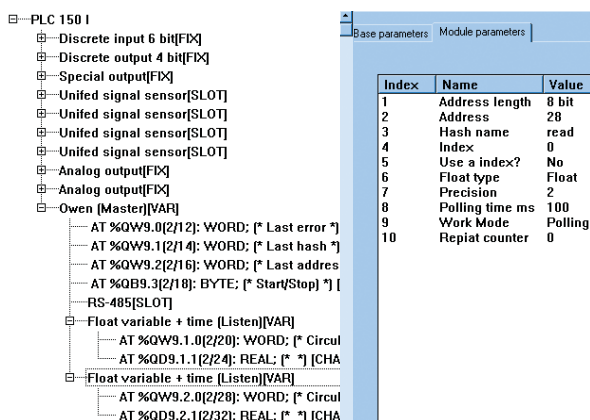 PLC 150 I
Discrete input 6 bit[FIX]
Discrete output 4 bit[FIX]
Special output[FIX]
Unifed signal sensor[SLOT]
Unifed signal sensor[SLOT]
Unifed signal sensor[SLOT]
Unifed signal sensor[SLOT]
Analog output[FIX]
Analog output[FIX]
Owen (Master)[VAR]
AT %QW9.0(2/12): WORD; (* Last error *)
AT %QW9.1(2/14): WORD; (* Last hash *)
AT %QW9.2(2/16): WORD; (* Last addres
AT %QB9.3(2/18): BYTE; (* Start/Stop) *) [
RS-485[SLOT]
Float variable + time (Listen)[VAR]
AT %QW9.1.0(2/20): WORD; (* Circul
AT %QD9.1.1(2/24): REAL; (* *) [CHA
Float variable + time (Listen)[VAR]
AT %QW9.2.0(2/28): WORD; (* Circul
AT %QD9.2.1(2/32): REAL; (* *) [CHA
Base parameters Module parameters
Index Name Value
1 Address length 8 bit
2 Address 28
3 Hash name read
4 Index 0
5 Use a index? No
6 Float type Float
7 Precision 2
8 Polling time ms 100
9 Work Mode Polling
10 Repiat counter 0